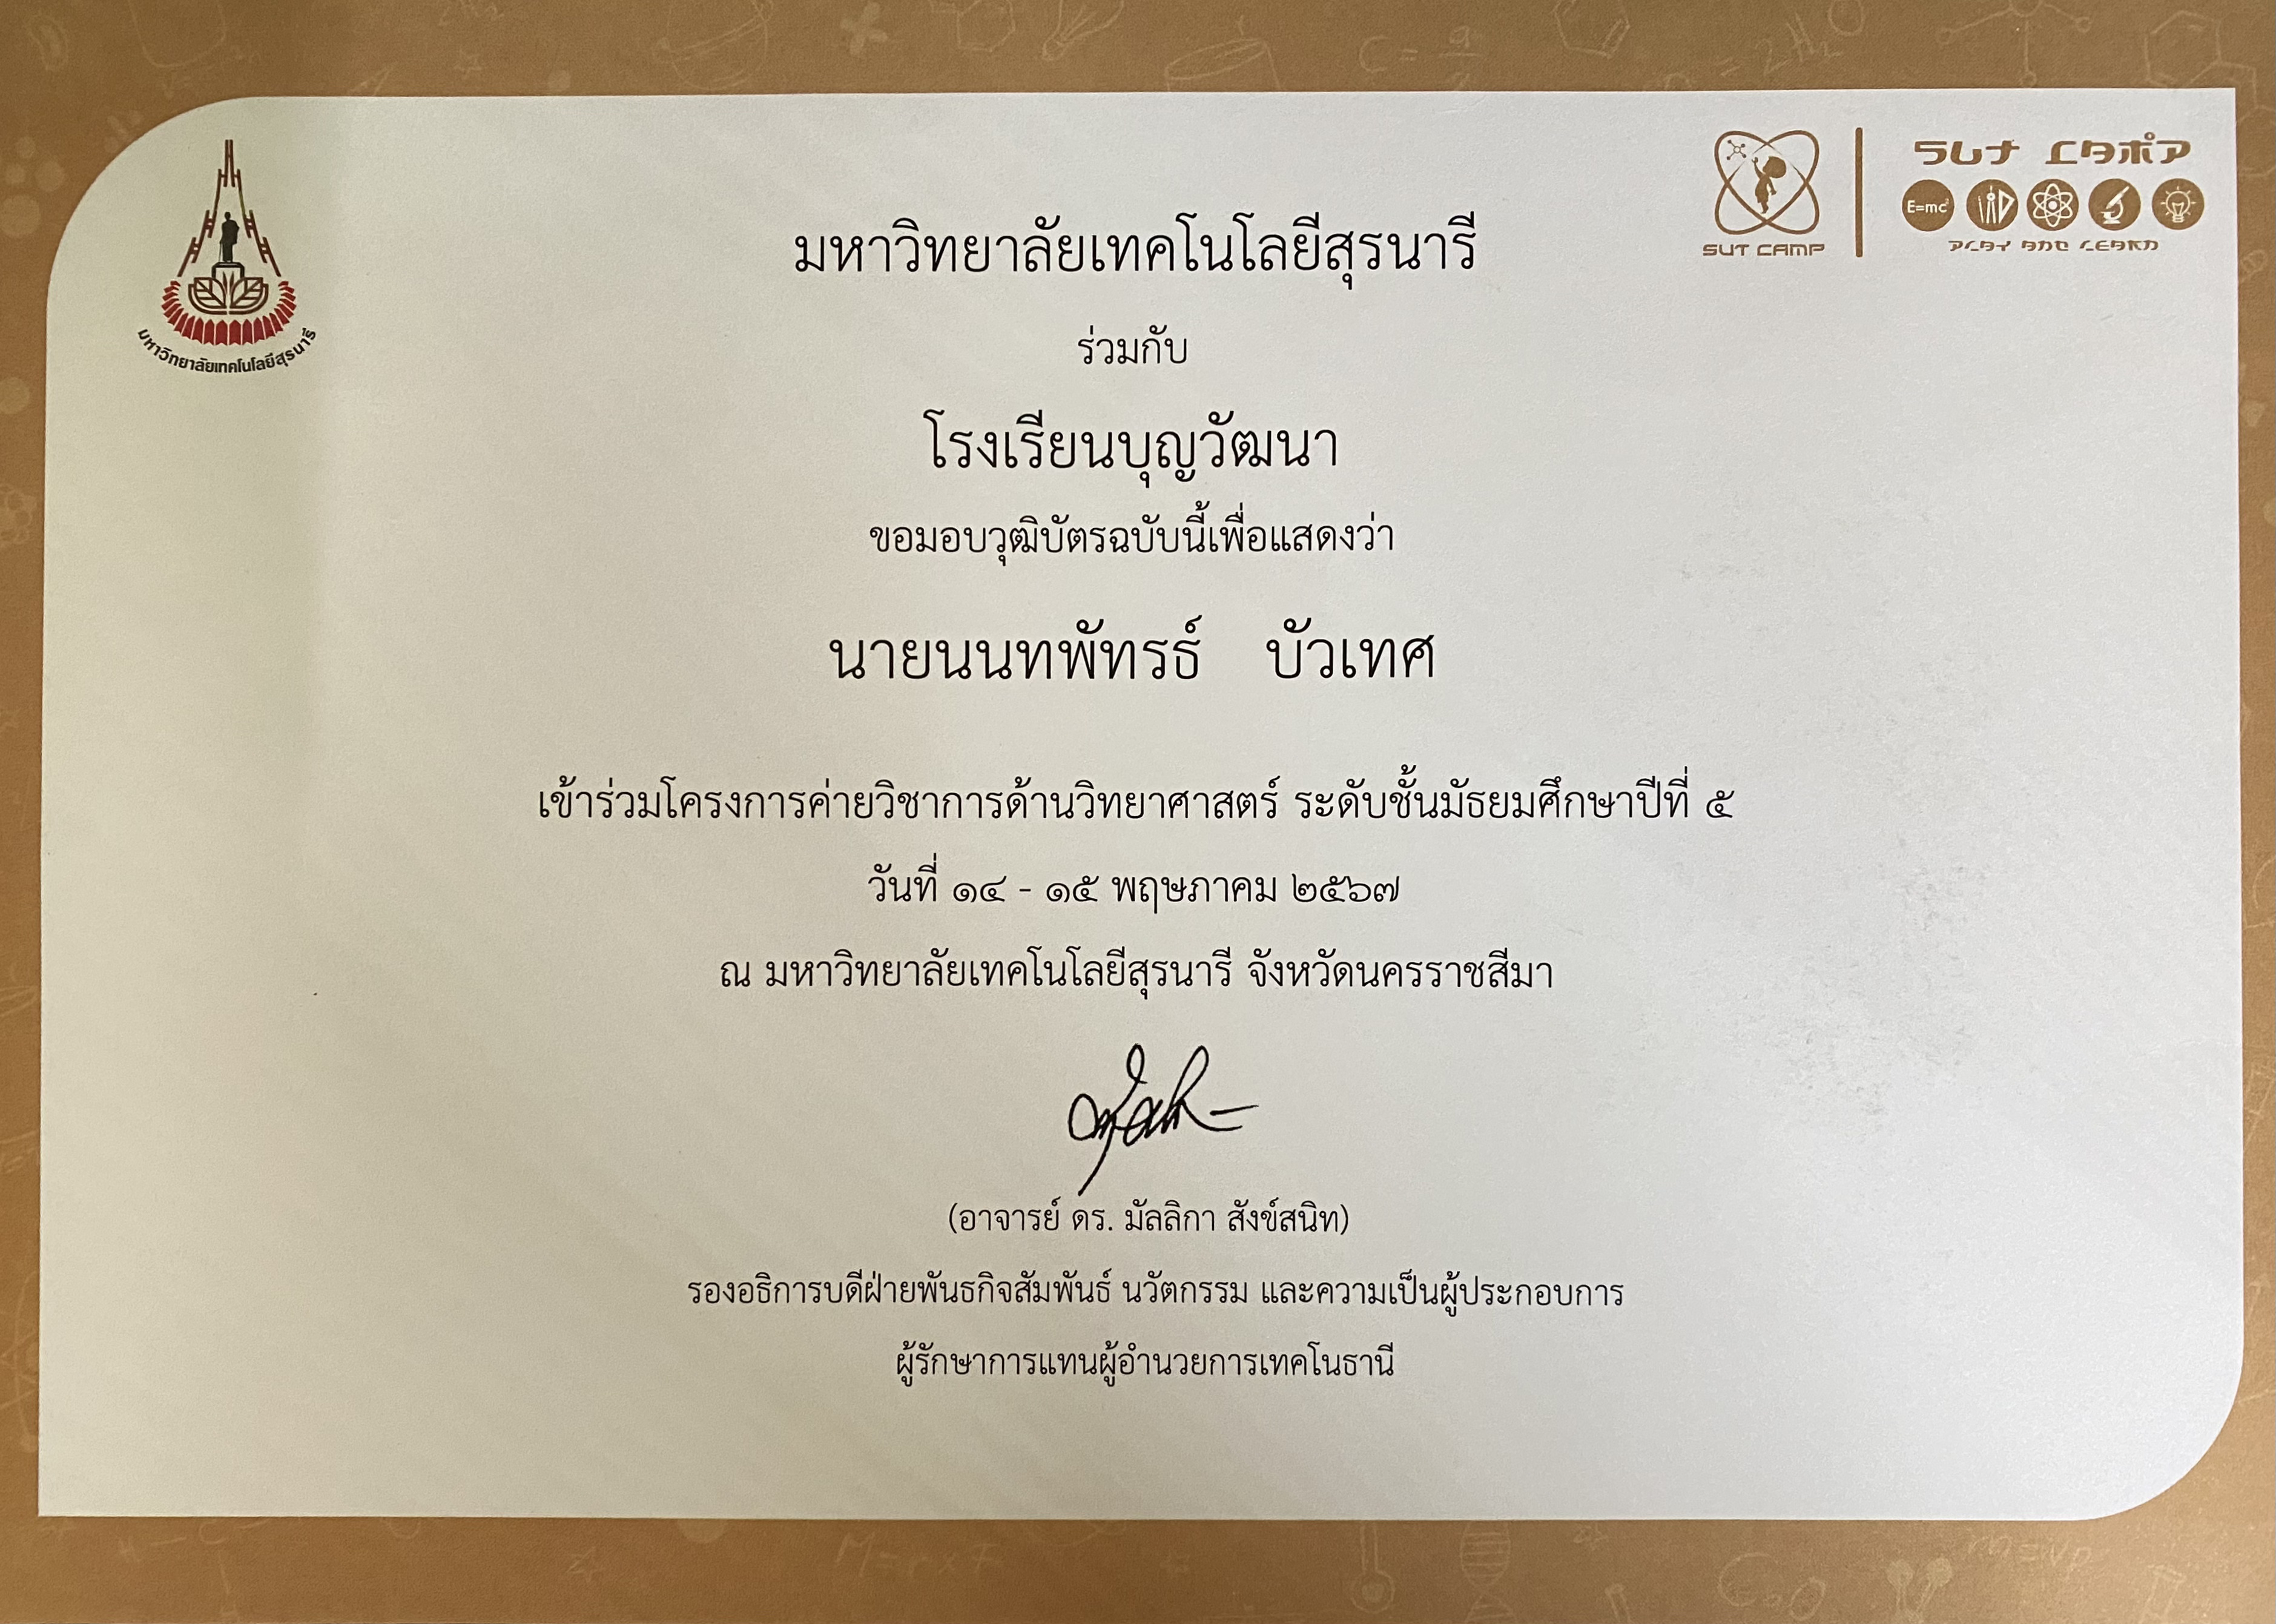 มหาวิทยาลัยเทคโนโลยีสุรนารี
SUT CAMP
E=mc²
มหาวิทยาลัยเทคโนโลยีสุรนารี
ร่วมกับ
โรงเรียนบุญวัฒนา
ขอมอบวุฒิบัตรฉบับนี้เพื่อแสดงว่า
นายนนทพัทรธ์ บัวเทศ
เข้าร่วมโครงการค่ายวิชาการด้านวิทยาศาสตร์ ระดับชั้นมัธยมศึกษาปีที่ ๕
วันที่ ๑๔ - ๑๕ พฤษภาคม ๒๕๖๗
ณ มหาวิทยาลัยเทคโนโลยีสุรนารี จังหวัดนครราชสีมา
(อาจารย์ ดร. มัลลิกา สังข์สนิท)
รองอธิการบดีฝ่ายพันธกิจสัมพันธ์ นวัตกรรม และความเป็นผู้ประกอบการ
ผู้รักษาการแทนผู้อำนวยการเทคโนธานี